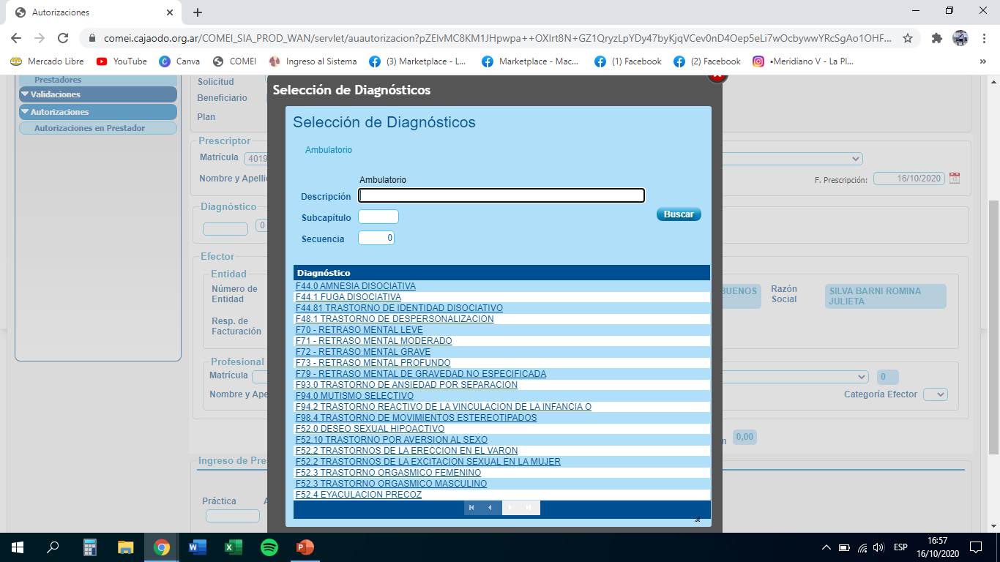 Autorizaciones
comei.cajaodo.org.ar/COMEI_SIA_PROD_WAN/servlet/auautorizacion?
Mercado Libre
YouTube
Canva
COMEI
Ingreso al Sistema
(3) Marketplace - L...
Marketplace - Mac...
(1) Facebook
(2) Facebook
•Meridiano V - La Pl...
»
Prestadores
Validaciones
Autorizaciones
Autorizaciones en Prestador
Solicitud
Beneficiario
Plan
Prescriptor
Matrícula 4019
Nombre y Apelli
F. Prescripción: 16/10/2020
Diagnóstico
0
Efector
Entidad
Número de Entidad
BUENOS
Razón Social
SILVA BARNI ROMINA JULIETA
Resp. de Facturación
Profesional
Matrícula
0
Nombre y Ape
Categoría Efector
n 0,00
Ingreso de Pre
Práctica
Selección de Diagnósticos
Selección de Diagnósticos
Ambulatorio
Ambulatorio
Descripción
Subcapítulo
Buscar
Secuencia 0
Diagnóstico
F44.0 AMNESIA DISOCIATIVA
F44.1 FUGA DISOCIATIVA
F44.81 TRASTORNO DE IDENTIDAD DISOCIATIVO
F48.1 TRASTORNO DE DESPERSONALIZACION
F70 - RETRASO MENTAL LEVE
F71 - RETRASO MENTAL MODERADO
F72 - RETRASO MENTAL GRAVE
F73 - RETRASO MENTAL PROFUNDO
F79 - RETRASO MENTAL DE GRAVEDAD NO ESPECIFICADA
F93.0 TRASTORNO DE ANSIEDAD POR SEPARACION
F94.0 MUTISMO SELECTIVO
F94.2 TRASTORNO REACTIVO DE LA VINCULACION DE LA INFANCIA O
F98.4 TRASTORNO DE MOVIMIENTOS ESTEREOTIPADOS
F52.0 DESEO SEXUAL HIPOACTIVO
F52.10 TRASTORNO POR AVERSION AL SEXO
F52.2 TRASTORNOS DE LA ERECCION EN EL VARON
F52.2 TRASTORNOS DE LA EXCITACION SEXUAL EN LA MUJER
F52.3 TRASTORNO ORGASMICO FEMENINO
F52.3 TRASTORNO ORGASMICO MASCULINO
F52.4 EYACULACION PRECOZ
ESP
16:57
16/10/2020